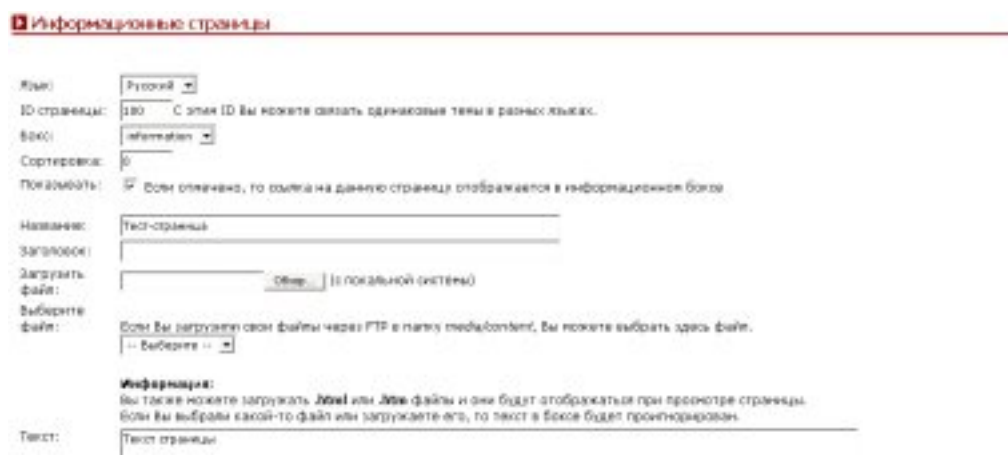 Информационные страницы
Язык: Русский
ID страницы: 100 С этим ID Вы можете связать одинаковые темы в разных языках.
Бокс: information
Сортировка: 0
Показывать: Если отмечено, то ссылка на данную страницу отображается в информационном боксе
Название: Тест-страница
Заголовок:
Загрузить файл: Обзор... (с локальной системы)
Выберите файл: Если Вы загрузили свои файлы через FTP в папку media/content/, Вы можете выбрать здесь файл.
-- Выберите --
Информация:
Вы также можете загружать .html или .htm файлы и они будут отображаться при просмотре страницы.
Если Вы выбрали какой-то файл или загружаете его, то текст в боксе будет проигнорирован.
Текст: Текст страницы